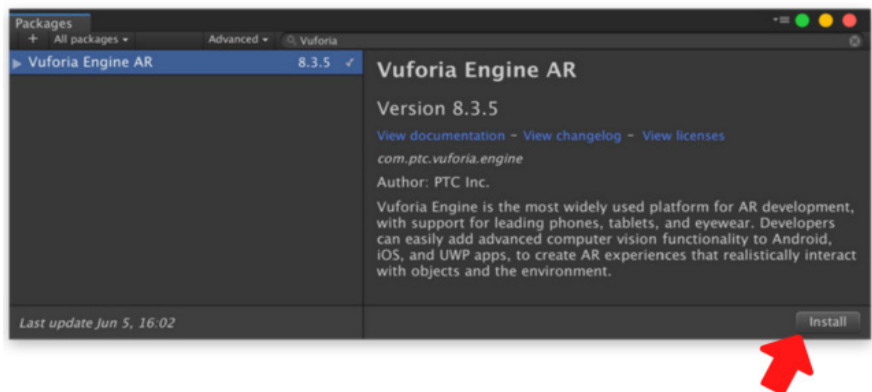 Packages
+ All packages Advanced Vuforia
Vuforia Engine AR 8.3.5 ✓
Vuforia Engine AR
Version 8.3.5
View documentation - View changelog - View licenses
com.ptc.vuforia.engine
Author: PTC Inc.
Vuforia Engine is the most widely used platform for AR development,
with support for leading phones, tablets, and eyewear. Developers
can easily add advanced computer vision functionality to Android,
iOS, and UWP apps, to create AR experiences that realistically interact
with objects and the environment.
Last update Jun 5, 16:02
Install